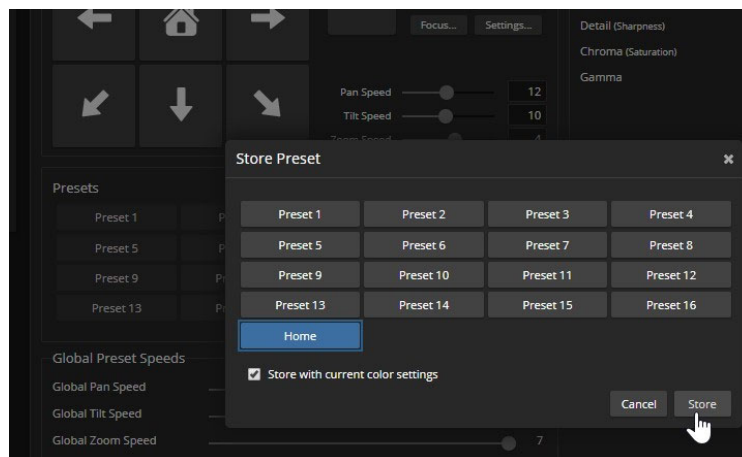 Focus... Settings...
Detail (Sharpness)
Chroma (Saturation)
Gamma
Pan Speed 12
Tilt Speed 10
Zoom Speed 4
Store Preset
Presets
Preset 1
Preset 5
Preset 9
Preset 13
Preset 1 Preset 2 Preset 3 Preset 4
Preset 5 Preset 6 Preset 7 Preset 8
Preset 9 Preset 10 Preset 11 Preset 12
Preset 13 Preset 14 Preset 15 Preset 16
Home
Store with current color settings
Cancel Store
Global Preset Speeds
Global Pan Speed
Global Tilt Speed
Global Zoom Speed 7